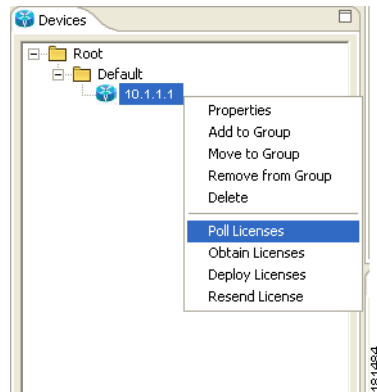 Devices
Root
Default
10.1.1.1
Properties
Add to Group
Move to Group
Remove from Group
Delete
Poll Licenses
Obtain Licenses
Deploy Licenses
Resend License
181484